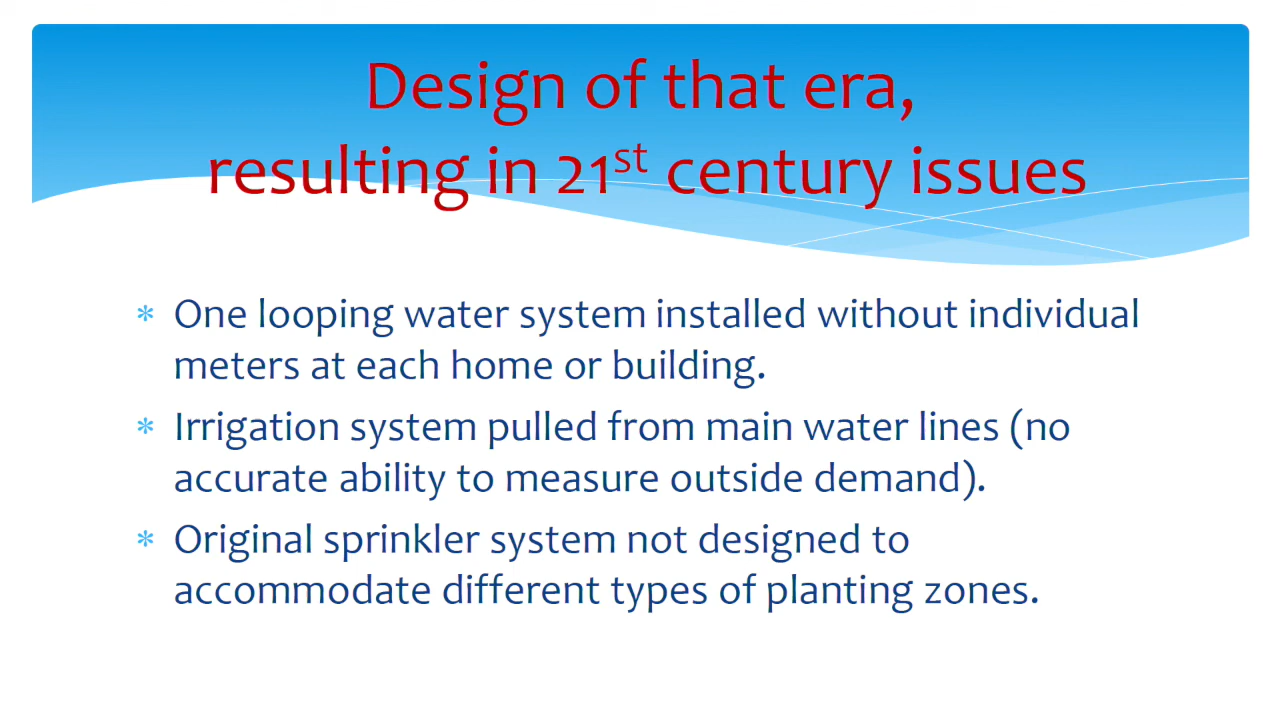 Design of that era,
resulting in 21st century issues
* One looping water system installed without individual
meters at each home or building.
* Irrigation system pulled from main water lines (no
accurate ability to measure outside demand).
* Original sprinkler system not designed to
accommodate different types of planting zones.